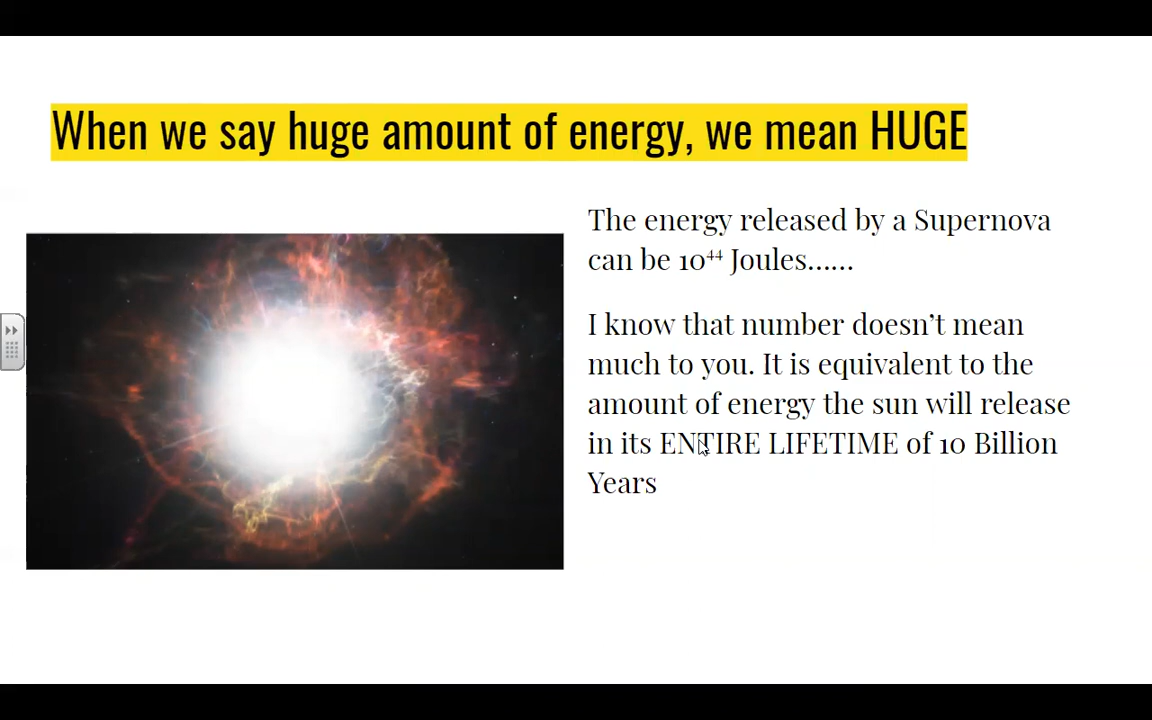 When we say huge amount of energy, we mean HUGE
The energy released by a Supernova
can be 10⁴⁴ Joules......
I know that number doesn’t mean
much to you. It is equivalent to the
amount of energy the sun will release
in its ENTIRE LIFETIME of 10 Billion
Years